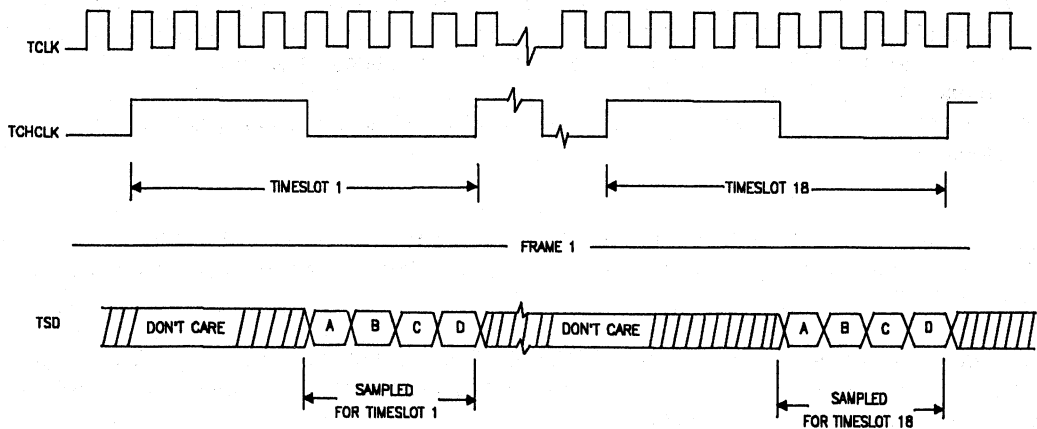 TCLK
TCHCLK
TIMESLOT 1
TIMESLOT 18
FRAME 1
TSD
DON'T CARE
A
B
C
D
DON'T CARE
A
B
C
D
SAMPLED
FOR TIMESLOT 1
SAMPLED
FOR TIMESLOT 18